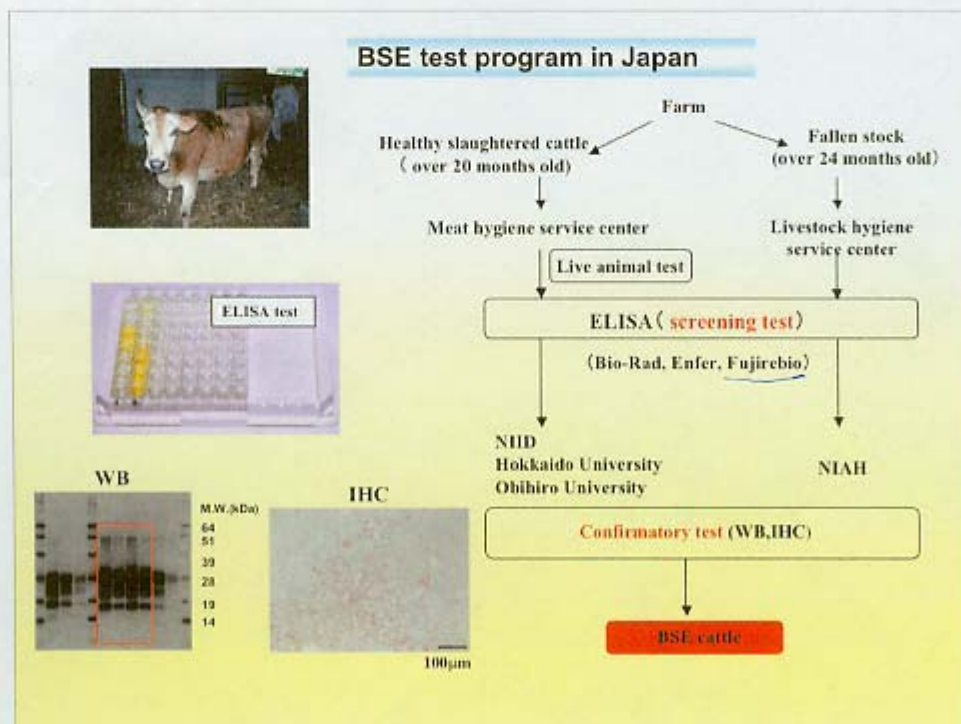 BSE test program in Japan
Farm
Healthy slaughtered cattle
( over 20 months old)
Fallen stock
(over 24 months old)
Meat hygiene service center
Livestock hygiene
service center
Live animal test
ELISA test
ELISA( screening test)
(Bio-Rad, Enfer, Fujirebio)
NIID
Hokkaido University
Obihiro University
NIAH
WB
IHC
M.W.(kDa)
64
51
39
28
19
14
100μm
Confirmatory test (WB,IHC)
BSE cattle